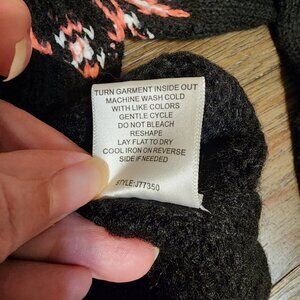 TURN GARMENT INSIDE OUT
MACHINE WASH COLD
WITH LIKE COLORS
GENTLE CYCLE
DO NOT BLEACH
RESHAPE
LAY FLAT TO DRY
COOL IRON ON REVERSE
SIDE IF NEEDED
STYLE:J77350